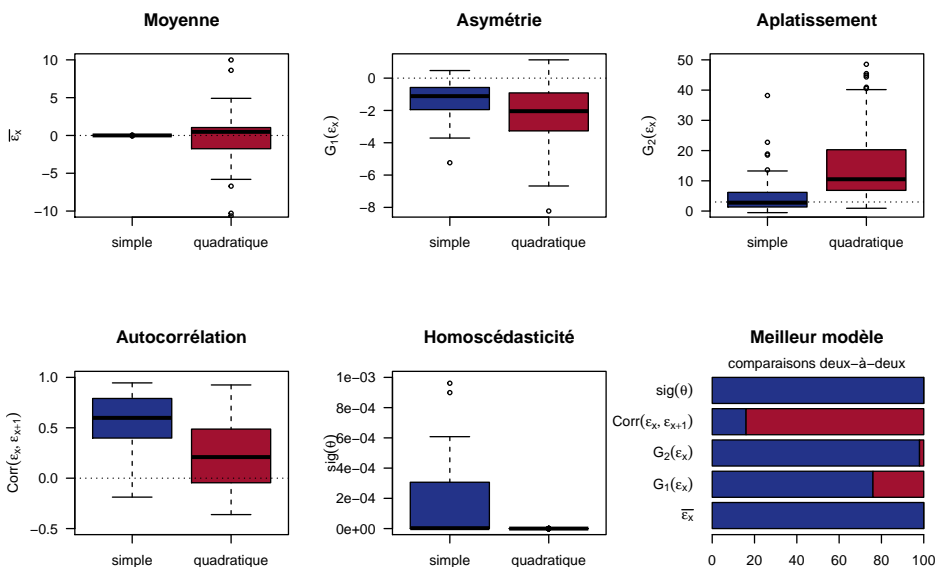 Moyenne
ε̅x
10
5
0
−5
−10
simple
quadratique
Asymétrie
G1(εx)
0
−2
−4
−6
−8
simple
quadratique
Aplatissement
G2(εx)
50
40
30
20
10
0
simple
quadratique
Autocorrélation
Corr(εx, εx+1)
1.0
0.5
0.0
−0.5
simple
quadratique
Homoscédasticité
sig(θ)
1e−03
8e−04
6e−04
4e−04
2e−04
0e+00
simple
quadratique
Meilleur modèle
comparaisons deux−à−deux
sig(θ)
Corr(εx, εx+1)
G2(εx)
G1(εx)
ε̅x
0 20 40 60 80 100